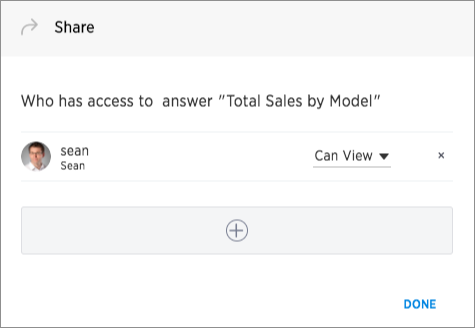 Share
Who has access to answer "Total Sales by Model"
sean
Sean
Can View
×
DONE